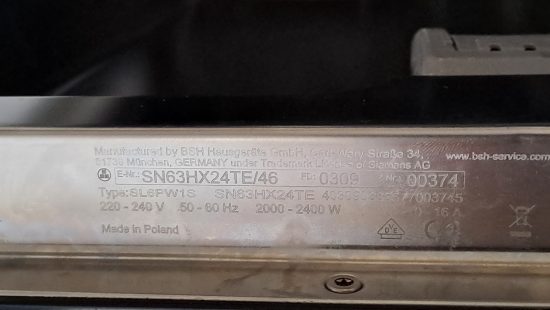 Manufactured by BSH Hausgeräte GmbH, Carl-Wery Straße 34,
81739 München, GERMANY under Trademark License of Siemens AG
www.bsh-service.com
E-Nr.: SN63HX24TE/46 FD: 0309 00374
Type: SL6PW1S SN63HX24TE
220 - 240 V 50 - 60 Hz 2000 - 2400 W 16 A
Made in Poland
CE